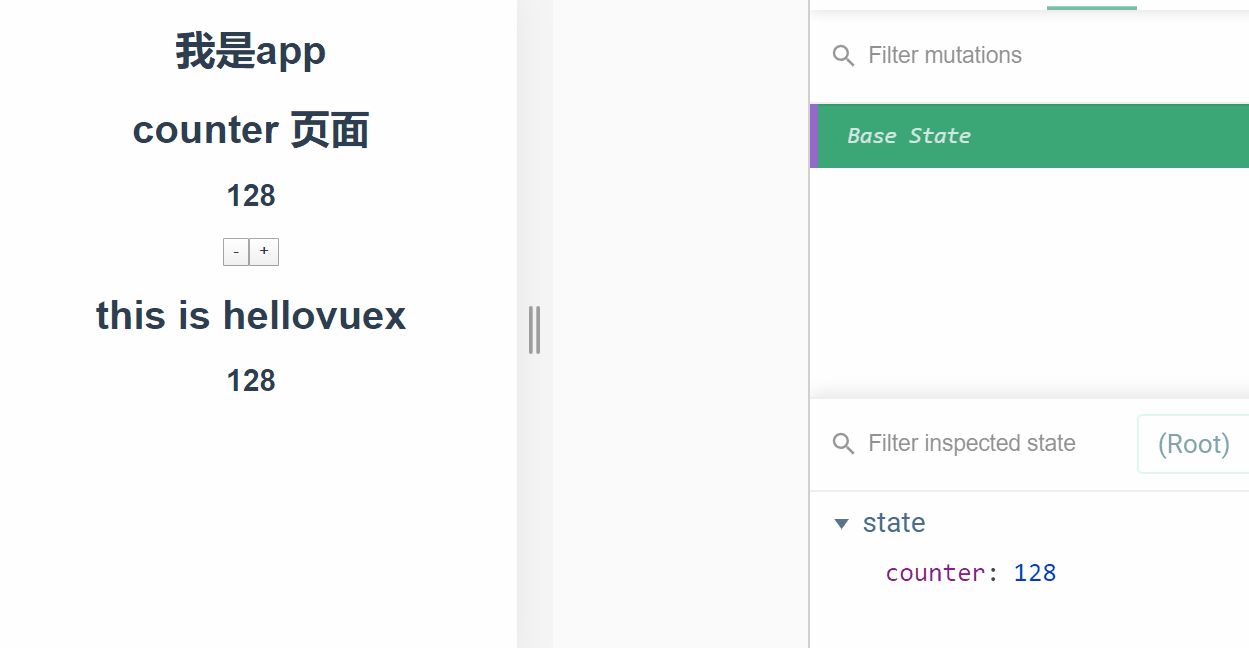 我是app
counter 页面
128
- +
this is hellovuex
128
Filter mutations
Base State
Filter inspected state
(Root)
state
counter: 128